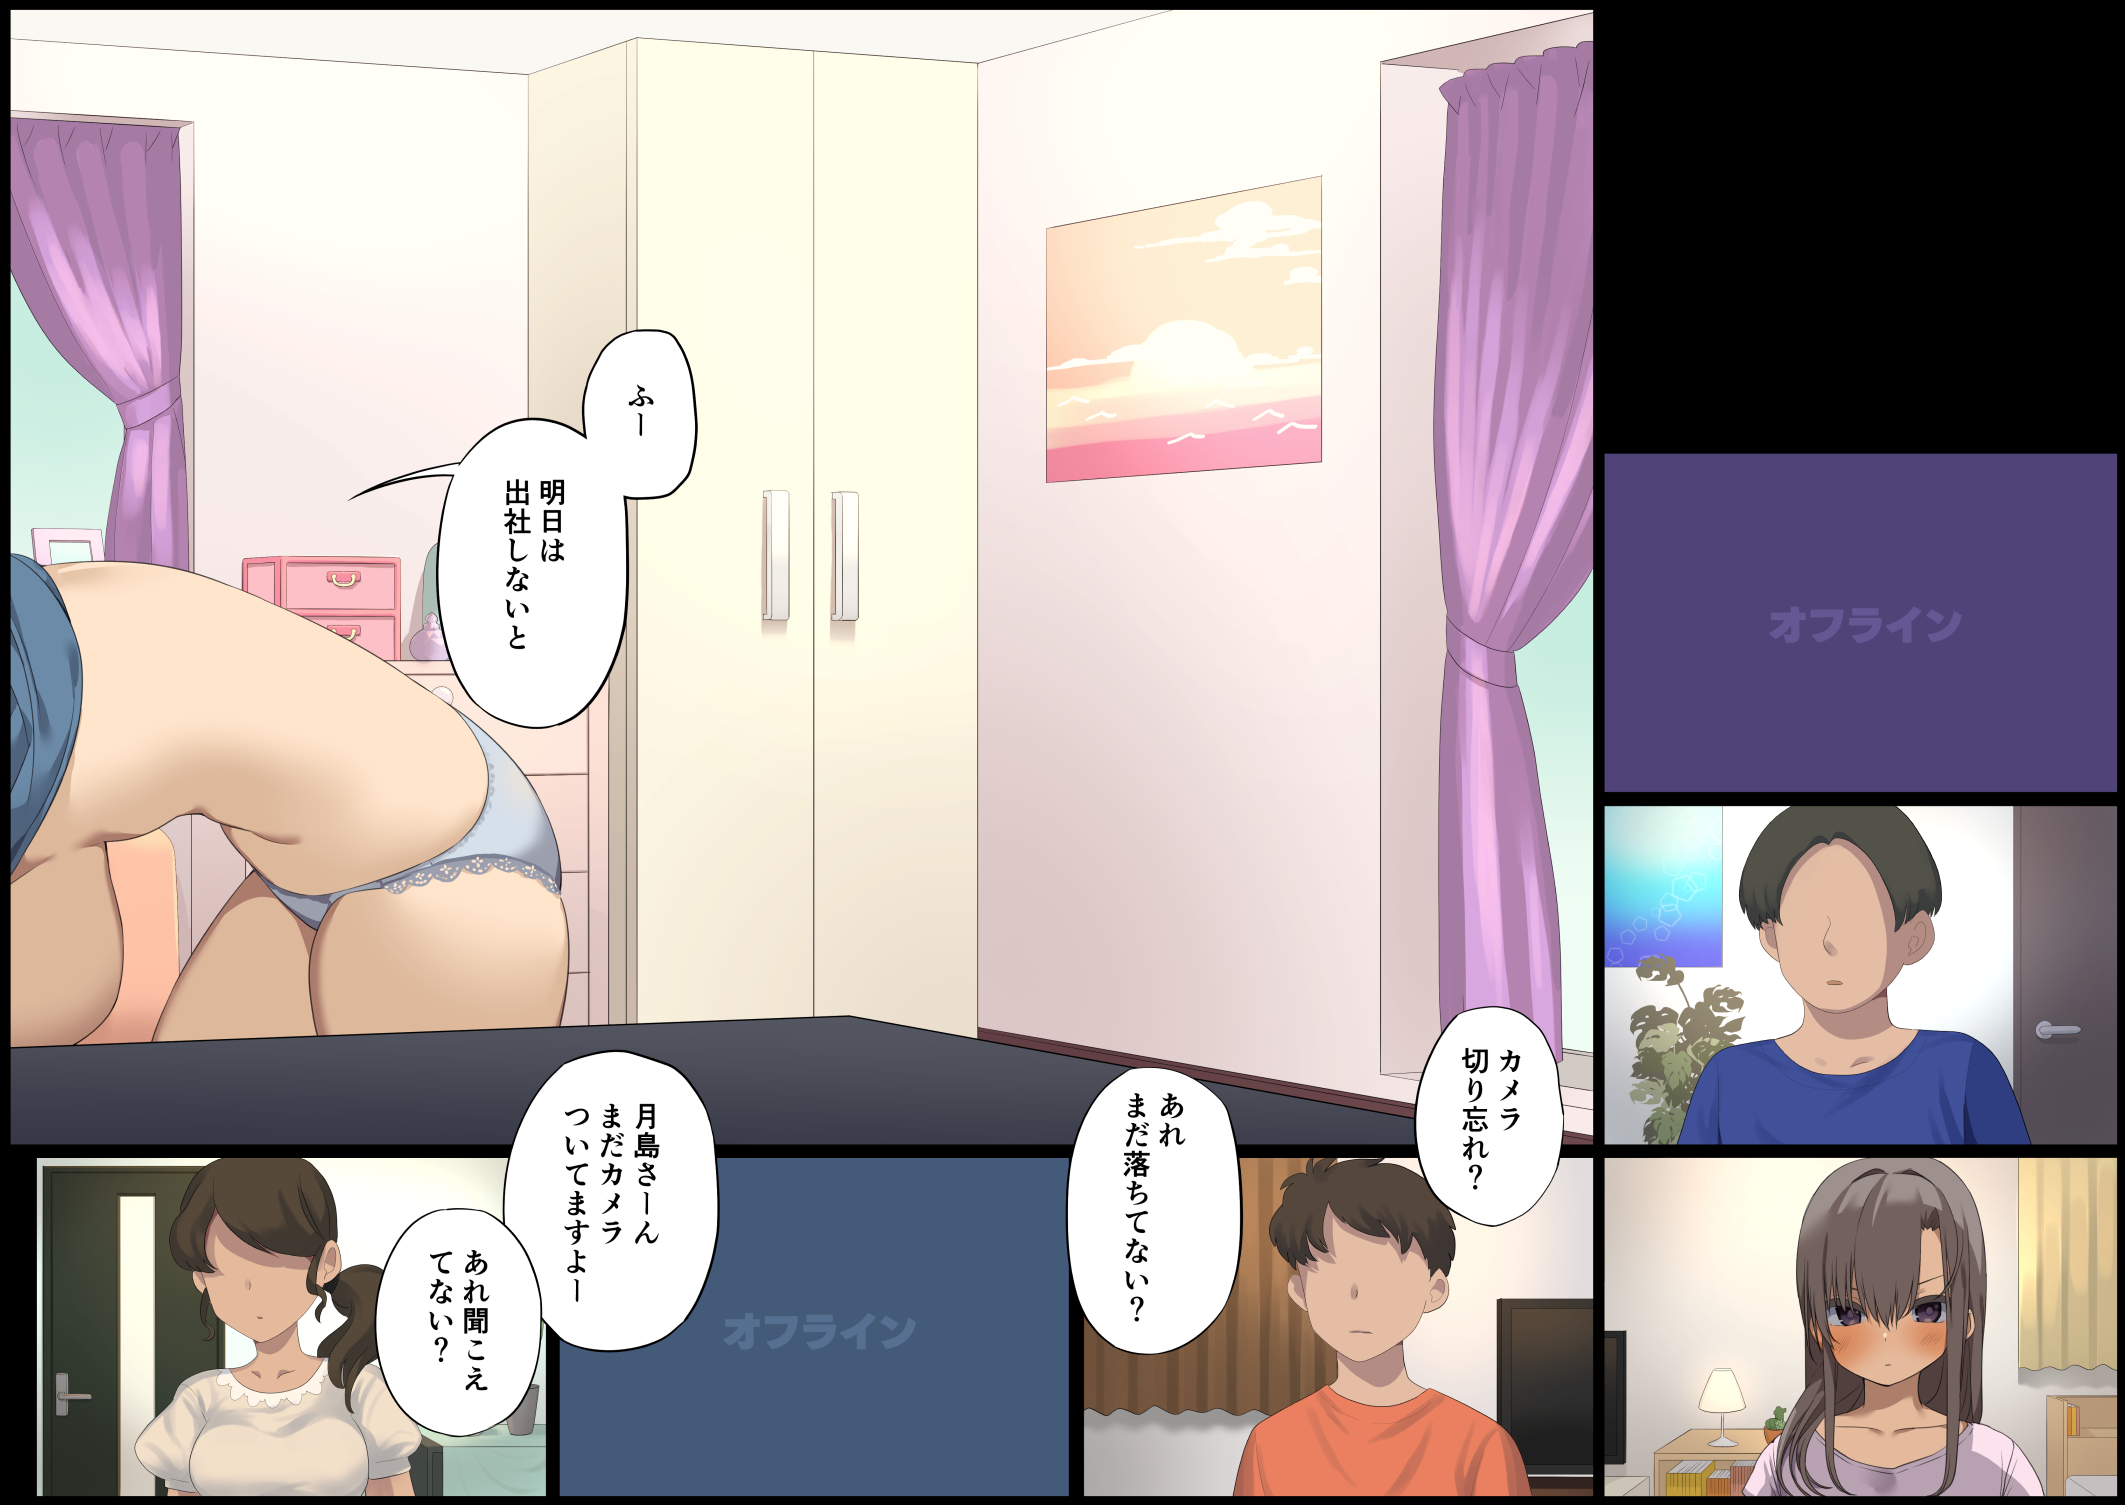 ふー
明日は
出社しないと
カメラ
切り忘れ？
あれ
まだ落ちてない？
月島さーん
まだカメラ
ついてますよー
あれ聞こえ
てない？
オフライン
オフライン